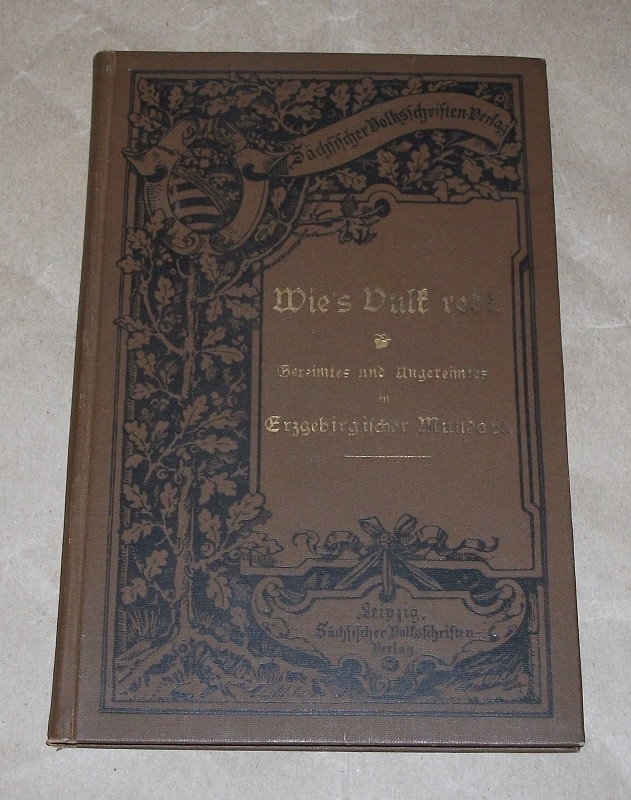 Sächsischer Volksschriften-Verlag
Wie's Vulk redt
Gereimtes und Ungereimtes
in
Erzgebirgischer Mundart
Leipzig
Sächsischer Volksschriften-
Verlag